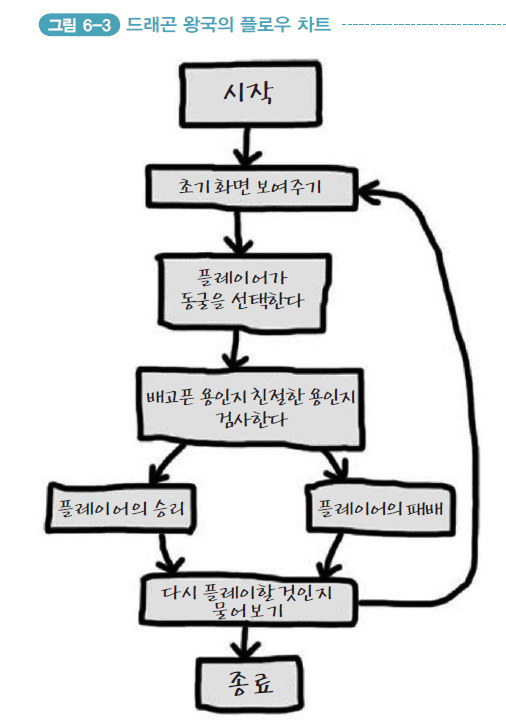 그림 6-3 드래곤 왕국의 플로우 차트
시작
초기 화면 보여주기
플레이어가
동굴을 선택한다
배고픈 용인지 친절한 용인지
검사한다
플레이어의 승리
플레이어의 패배
다시 플레이할 것인지
물어보기
종료